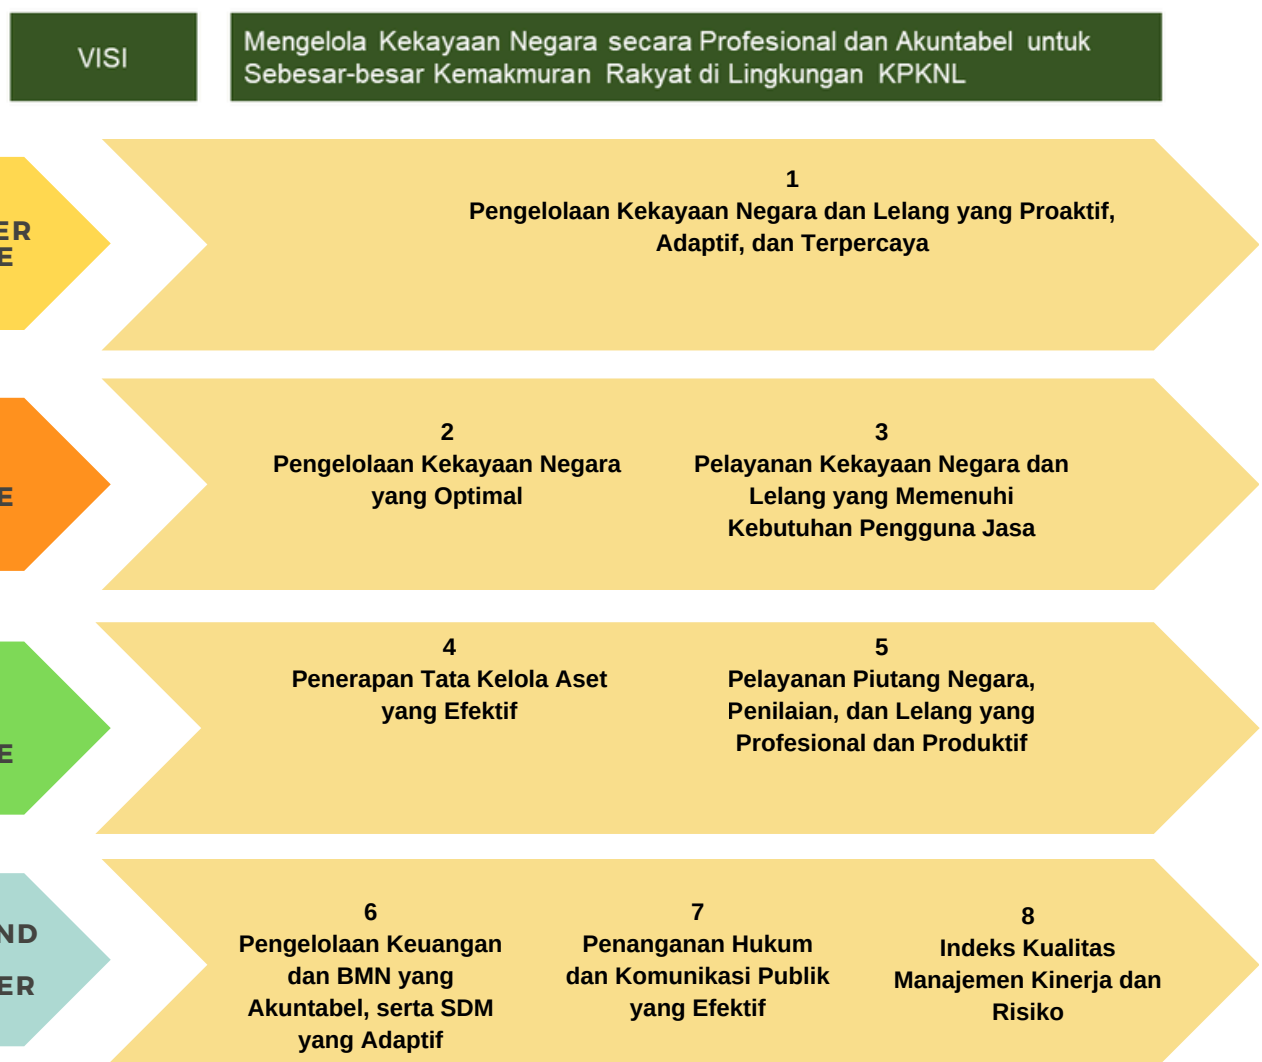 VISI
Mengelola Kekayaan Negara secara Profesional dan Akuntabel untuk
Sebesar-besar Kemakmuran Rakyat di Lingkungan KPKNL
1
Pengelolaan Kekayaan Negara dan Lelang yang Proaktif,
Adaptif, dan Terpercaya
2
Pengelolaan Kekayaan Negara
yang Optimal
3
Pelayanan Kekayaan Negara dan
Lelang yang Memenuhi
Kebutuhan Pengguna Jasa
4
Penerapan Tata Kelola Aset
yang Efektif
5
Pelayanan Piutang Negara,
Penilaian, dan Lelang yang
Profesional dan Produktif
6
Pengelolaan Keuangan
dan BMN yang
Akuntabel, serta SDM
yang Adaptif
7
Penanganan Hukum
dan Komunikasi Publik
yang Efektif
8
Indeks Kualitas
Manajemen Kinerja dan
Risiko